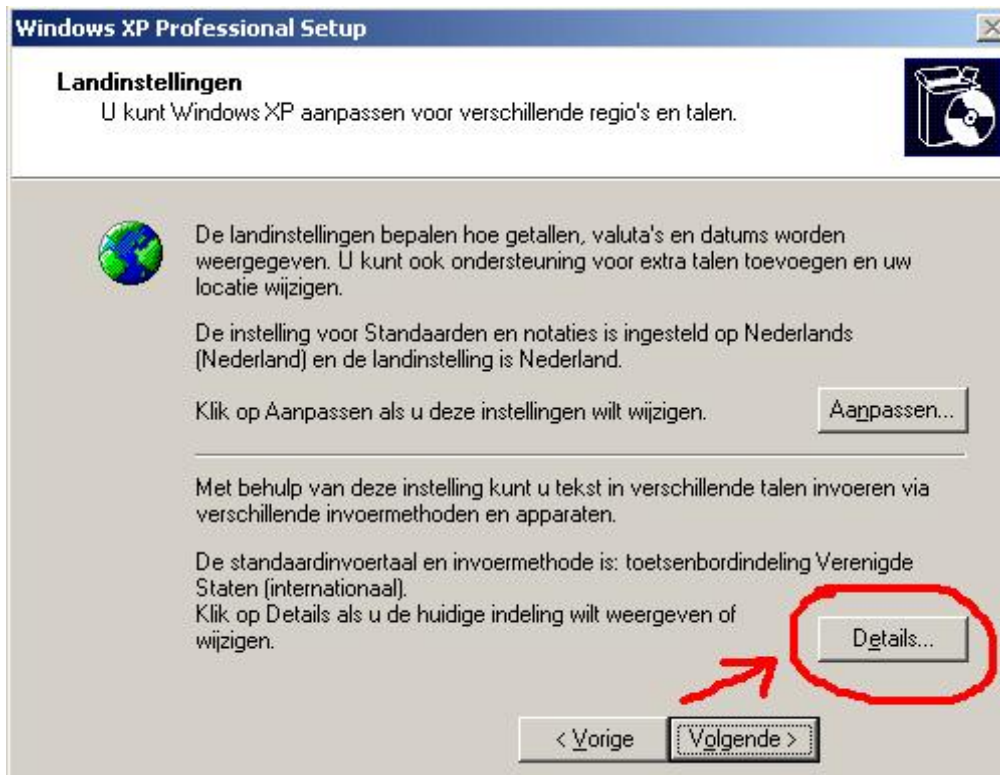 Windows XP Professional Setup
Landinstellingen
U kunt Windows XP aanpassen voor verschillende regio's en talen.
De landinstellingen bepalen hoe getallen, valuta's en datums worden
weergegeven. U kunt ook ondersteuning voor extra talen toevoegen en uw
locatie wijzigen.
De instelling voor Standaarden en notaties is ingesteld op Nederlands
(Nederland) en de landinstelling is Nederland.
Klik op Aanpassen als u deze instellingen wilt wijzigen.
Aanpassen...
Met behulp van deze instelling kunt u tekst in verschillende talen invoeren via
verschillende invoermethoden en apparaten.
De standaardinvoertaal en invoermethode is: toetsenbordindeling Verenigde
Staten (internationaal).
Klik op Details als u de huidige indeling wilt weergeven of
wijzigen.
Details...
< Vorige
Volgende >